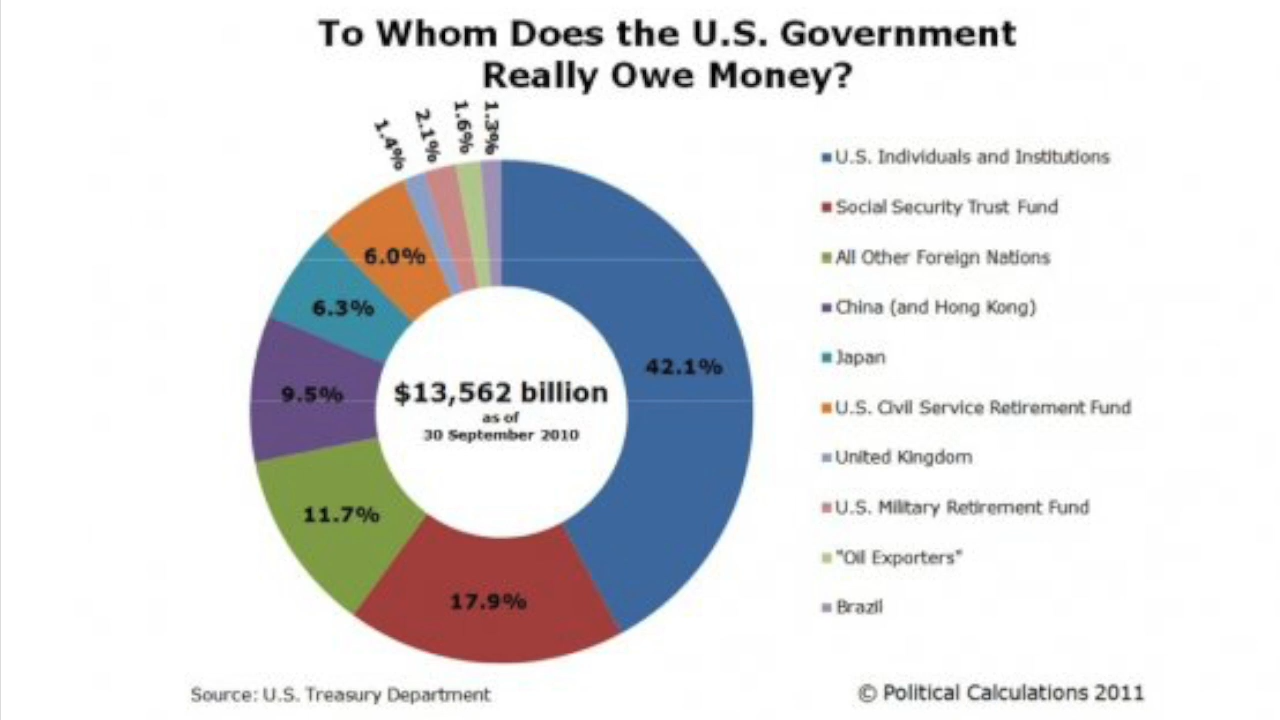 To Whom Does the U.S. Government
Really Owe Money?
1.4%
2.1%
1.6%
1.3%
6.0%
6.3%
9.5%
11.7%
17.9%
42.1%
$13,562 billion
as of
30 September 2010
U.S. Individuals and Institutions
Social Security Trust Fund
All Other Foreign Nations
China (and Hong Kong)
Japan
U.S. Civil Service Retirement Fund
United Kingdom
U.S. Military Retirement Fund
"Oil Exporters"
Brazil
Source: U.S. Treasury Department
© Political Calculations 2011